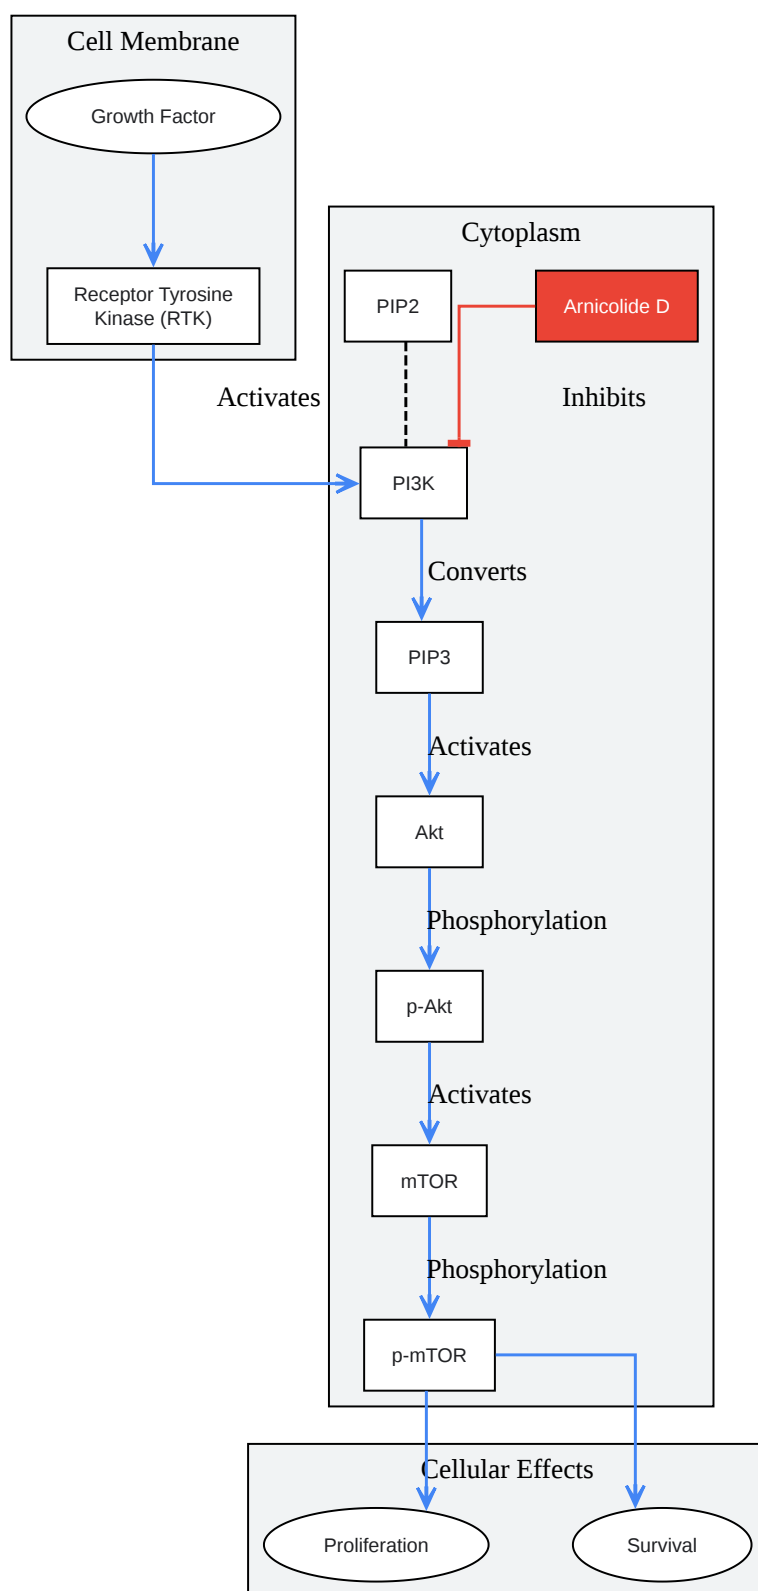 Cell Membrane
Growth Factor
Receptor Tyrosine
Kinase (RTK)
Cytoplasm
PIP2
Arnicolide D
Activates
Inhibits
PI3K
Converts
PIP3
Activates
Akt
Phosphorylation
p-Akt
Activates
mTOR
Phosphorylation
p-mTOR
Cellular Effects
Proliferation
Survival